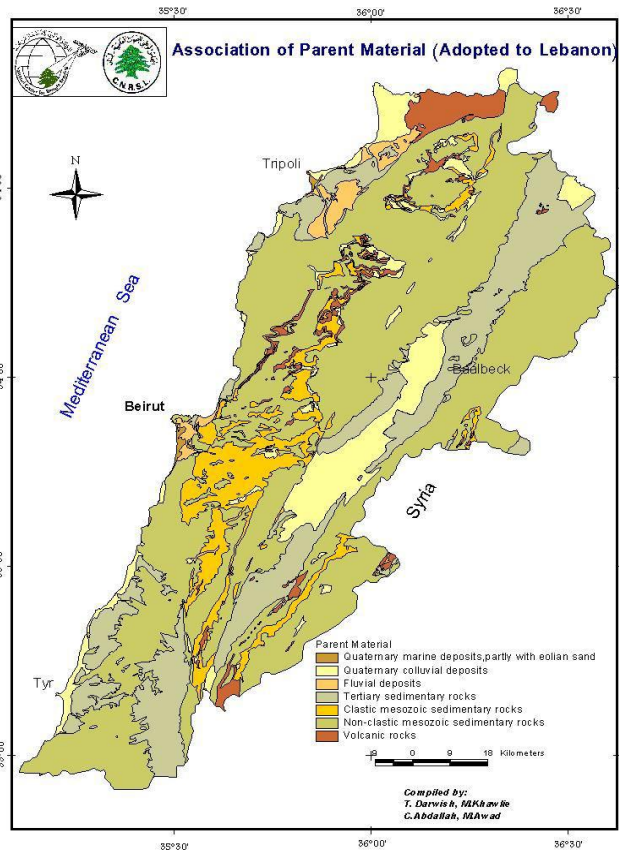 35°30'
36°00
36°30'
Association of Parent Material (Adopted to Lebanon)
C.N.R.S.L.
N
Tripoli
Mediterranean Sea
Baalbeck
Beirut
Syria
Tyr
Parent Material
Quaternary marine deposits,partly with eolian sand
Quaternary colluvial deposits
Fluvial deposits
Tertiary sedimentary rocks
Clastic mesozoic sedimentary rocks
Non-clastic mesozoic sedimentary rocks
Volcanic rocks
9 0 9 18 Kilometers
Compiled by:
T. Darwish, M.Khawlie
C.Abdallah, M.Awad
35°30'
36°00
36°30'